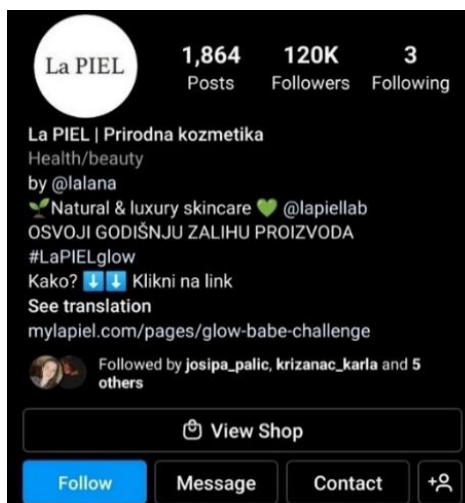 La PIEL
1,864 120K 3
Posts Followers Following
La PIEL | Prirodna kozmetika
Health/beauty
by @lalana
🌱Natural & luxury skincare 💚 @lapiellab
OSVOJI GODIŠNJU ZALIHU PROIZVODA
#LaPIELglow
Kako? ⬇️⬇️ Klikni na link
See translation
mylapiel.com/pages/glow-babe-challenge
Followed by josipa_palic, krizanac_karla and 5
others
View Shop
Follow Message Contact